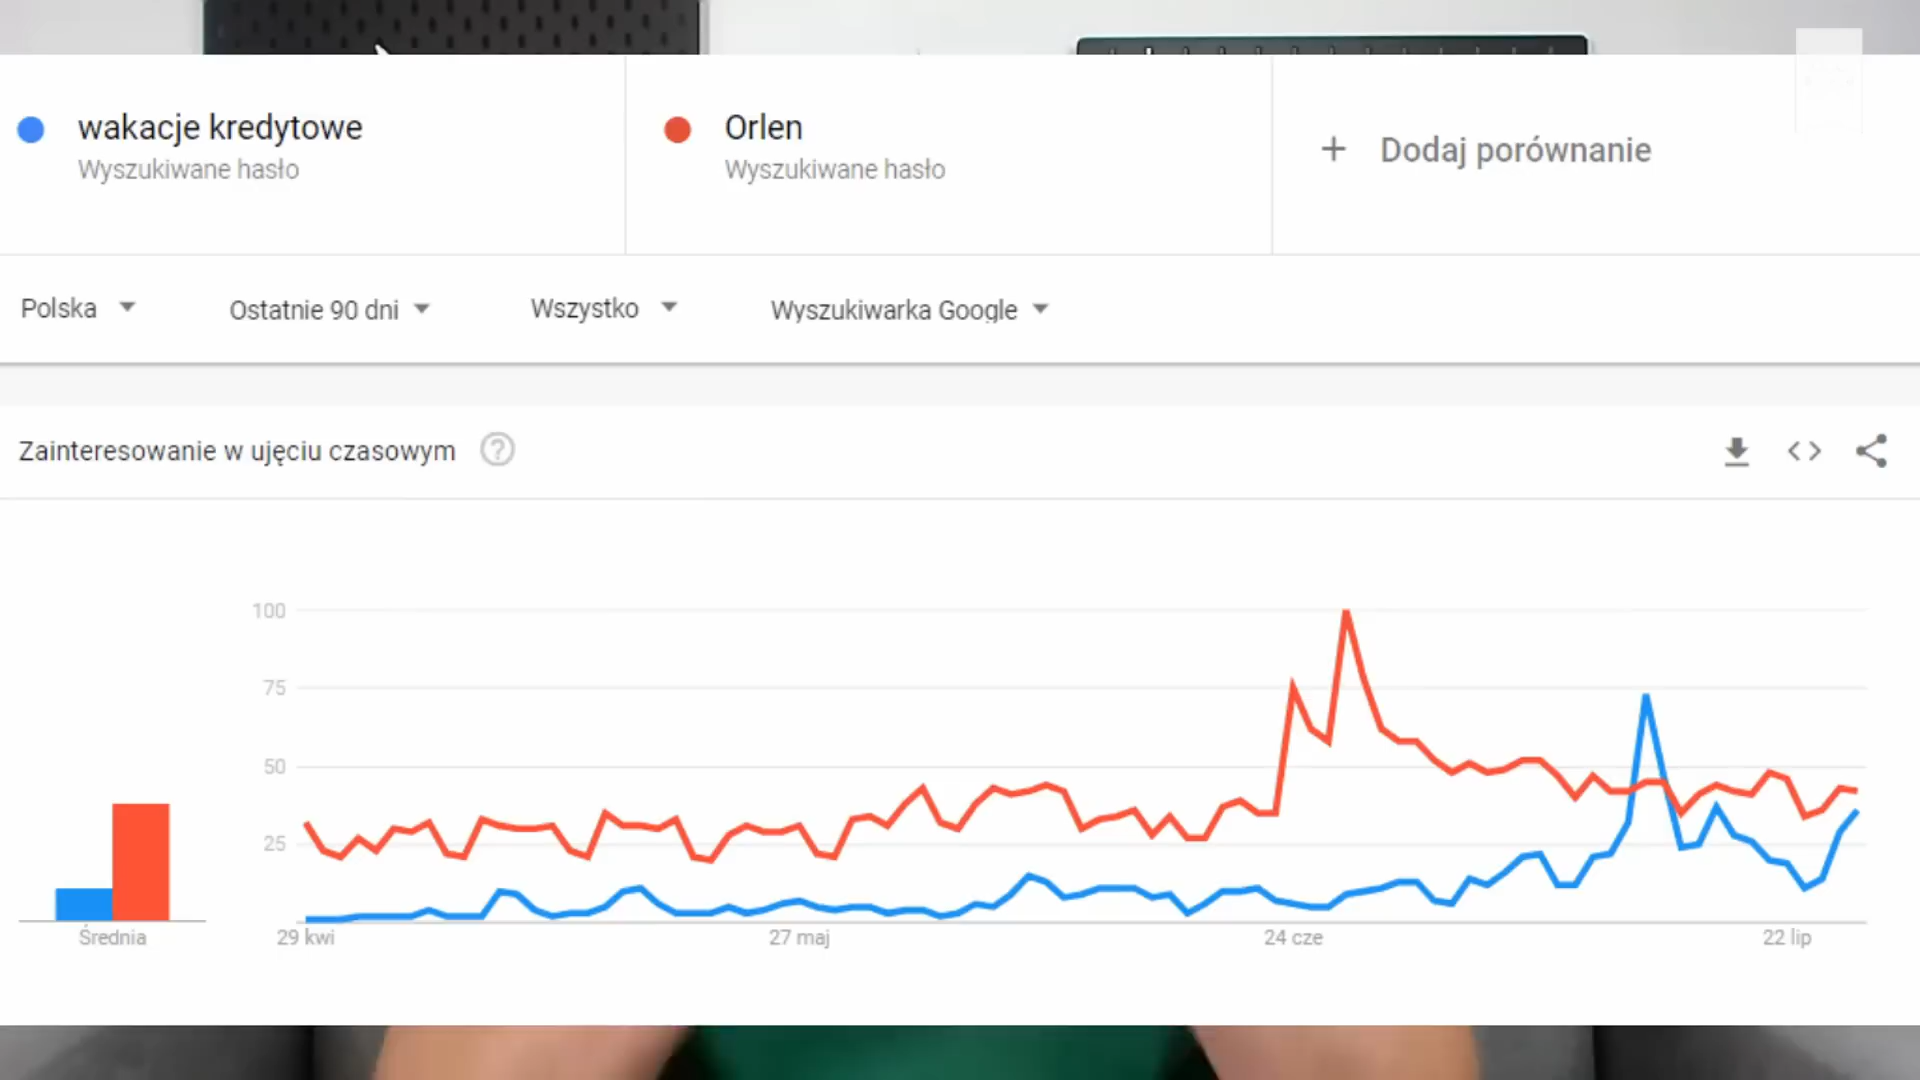 wakacje kredytowe
Wyszukiwane hasło
Orlen
Wyszukiwane hasło
+ Dodaj porównanie
Polska
Ostatnie 90 dni
Wszystko
Wyszukiwarka Google
Zainteresowanie w ujęciu czasowym
?
100
75
50
25
Średnia
29 kwi
27 maj
24 cze
22 lip